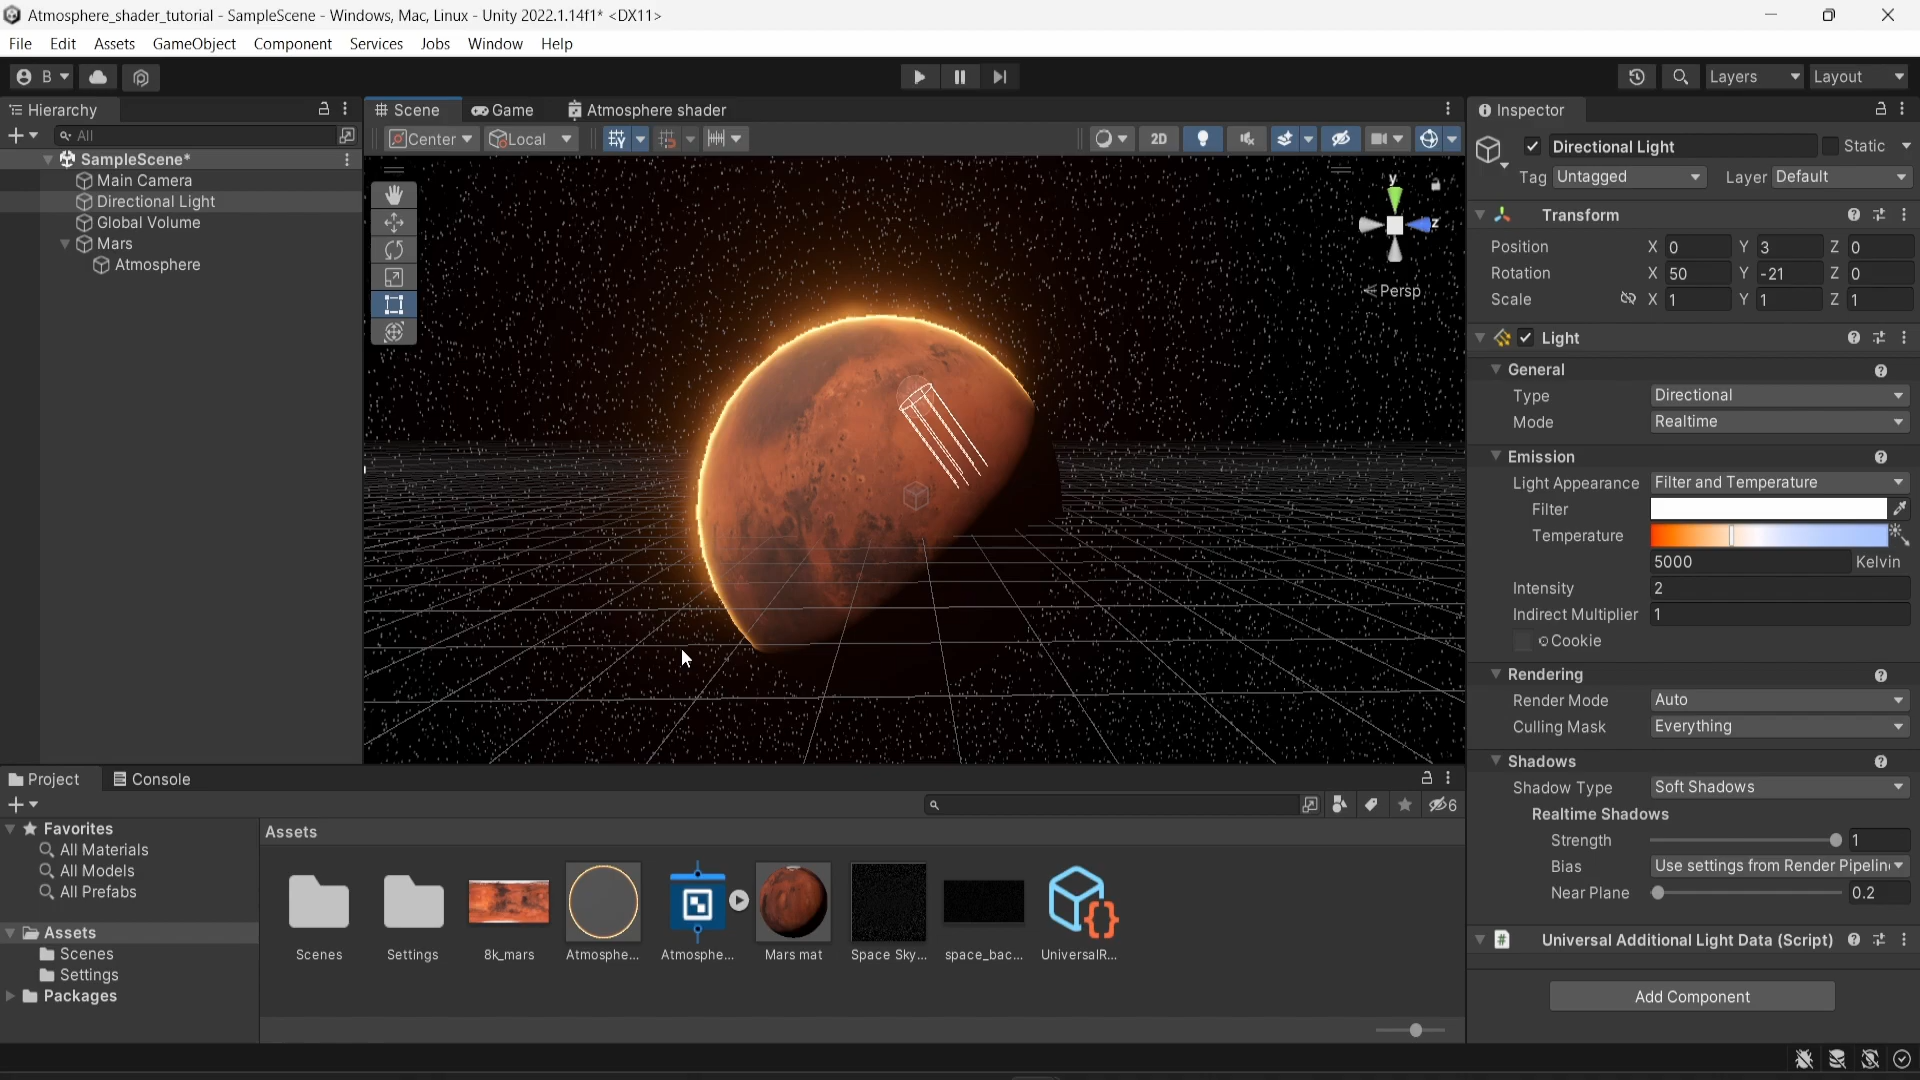 Atmosphere_shader_tutorial - SampleScene - Windows, Mac, Linux - Unity 2022.1.14f1* <DX11>
File Edit Assets GameObject Component Services Jobs Window Help
B Layers Layout
Hierarchy
All
SampleScene*
Main Camera
Directional Light
Global Volume
Mars
Atmosphere
Scene Game Atmosphere shader
Center Local 2D
y
z
Persp
Inspector
Directional Light Static
Tag Untagged Layer Default
Transform
Position X 0 Y 3 Z 0
Rotation X 50 Y -21 Z 0
Scale X 1 Y 1 Z 1
Light
General
Type Directional
Mode Realtime
Emission
Light Appearance Filter and Temperature
Filter
Temperature
5000 Kelvin
Intensity 2
Indirect Multiplier 1
Cookie
Rendering
Render Mode Auto
Culling Mask Everything
Shadows
Shadow Type Soft Shadows
Realtime Shadows
Strength 1
Bias Use settings from Render Pipelin
Near Plane 0.2
# Universal Additional Light Data (Script)
Add Component
Project Console
6
Favorites
All Materials
All Models
All Prefabs
Assets
Scenes
Settings
Packages
Assets
Scenes Settings 8k_mars Atmosphe... Atmosphe... Mars mat Space Sky... space_bac... UniversalR...